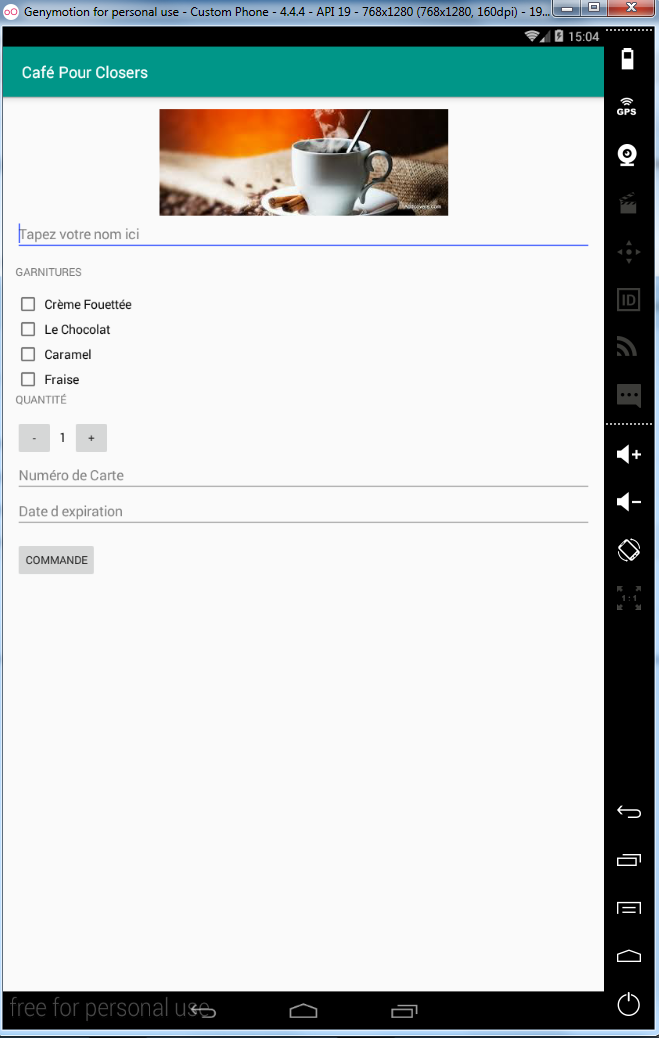 Genymotion for personal use - Custom Phone - 4.4.4 - API 19 - 768x1280 (768x1280, 160dpi) - 19...
15:04
GPS
Café Pour Closers
Tapez votre nom ici
GARNITURES
Crème Fouettée
Le Chocolat
Caramel
Fraise
ID
QUANTITÉ
- 1 +
Numéro de Carte
Date d expiration
COMMANDE
1:1
free for personal use